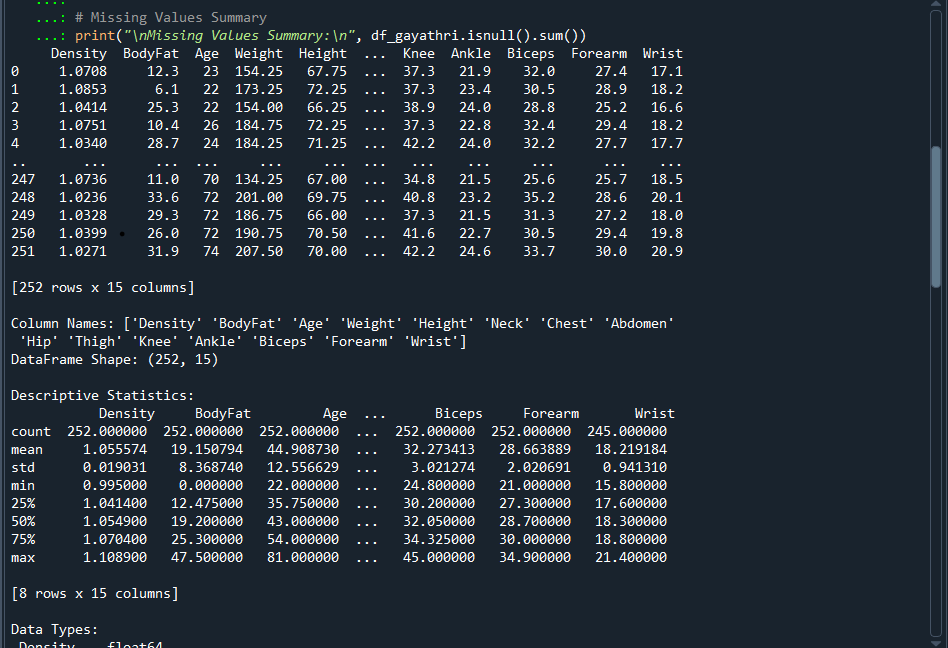 ...:
...: # Missing Values Summary
...: print("\nMissing Values Summary:\n", df_gayathri.isnull().sum())
Density BodyFat Age Weight Height ... Knee Ankle Biceps Forearm Wrist
0 1.0708 12.3 23 154.25 67.75 ... 37.3 21.9 32.0 27.4 17.1
1 1.0853 6.1 22 173.25 72.25 ... 37.3 23.4 30.5 28.9 18.2
2 1.0414 25.3 22 154.00 66.25 ... 38.9 24.0 28.8 25.2 16.6
3 1.0751 10.4 26 184.75 72.25 ... 37.3 22.8 32.4 29.4 18.2
4 1.0340 28.7 24 184.25 71.25 ... 42.2 24.0 32.2 27.7 17.7
.. ... ... ... ... ... ... ... ... ... ... ...
247 1.0736 11.0 70 134.25 67.00 ... 34.8 21.5 25.6 25.7 18.5
248 1.0236 33.6 72 201.00 69.75 ... 40.8 23.2 35.2 28.6 20.1
249 1.0328 29.3 72 186.75 66.00 ... 37.3 21.5 31.3 27.2 18.0
250 1.0399 26.0 72 190.75 70.50 ... 41.6 22.7 30.5 29.4 19.8
251 1.0271 31.9 74 207.50 70.00 ... 42.2 24.6 33.7 30.0 20.9
[252 rows x 15 columns]
Column Names: ['Density' 'BodyFat' 'Age' 'Weight' 'Height' 'Neck' 'Chest' 'Abdomen'
'Hip' 'Thigh' 'Knee' 'Ankle' 'Biceps' 'Forearm' 'Wrist']
DataFrame Shape: (252, 15)
Descriptive Statistics:
Density BodyFat Age ... Biceps Forearm Wrist
count 252.000000 252.000000 252.000000 ... 252.000000 252.000000 245.000000
mean 1.055574 19.150794 44.908730 ... 32.273413 28.663889 18.219184
std 0.019031 8.368740 12.556629 ... 3.021274 2.020691 0.941310
min 0.995000 0.000000 22.000000 ... 24.800000 21.000000 15.800000
25% 1.041400 12.475000 35.750000 ... 30.200000 27.300000 17.600000
50% 1.054900 19.200000 43.000000 ... 32.050000 28.700000 18.300000
75% 1.070400 25.300000 54.000000 ... 34.325000 30.000000 18.800000
max 1.108900 47.500000 81.000000 ... 45.000000 34.900000 21.400000
[8 rows x 15 columns]
Data Types:
Density float64